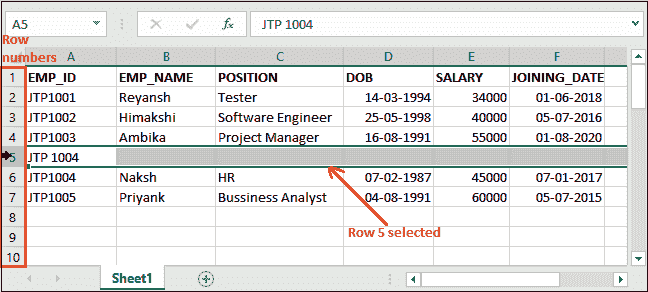 A5 JTP 1004
Row
numbers
A B C D E F
1 EMP_ID EMP_NAME POSITION DOB SALARY JOINING_DATE
2 JTP1001 Reyansh Tester 14-03-1994 34000 01-06-2018
3 JTP1002 Himakshi Software Engineer 25-05-1998 40000 05-07-2016
4 JTP1003 Ambika Project Manager 16-08-1991 55000 01-08-2020
5 JTP 1004
6 JTP1004 Naksh HR 07-02-1987 45000 07-01-2017
7 JTP1005 Priyank Bussiness Analyst 04-08-1991 60000 05-07-2015
8
9 Row 5 selected
10
Sheet1